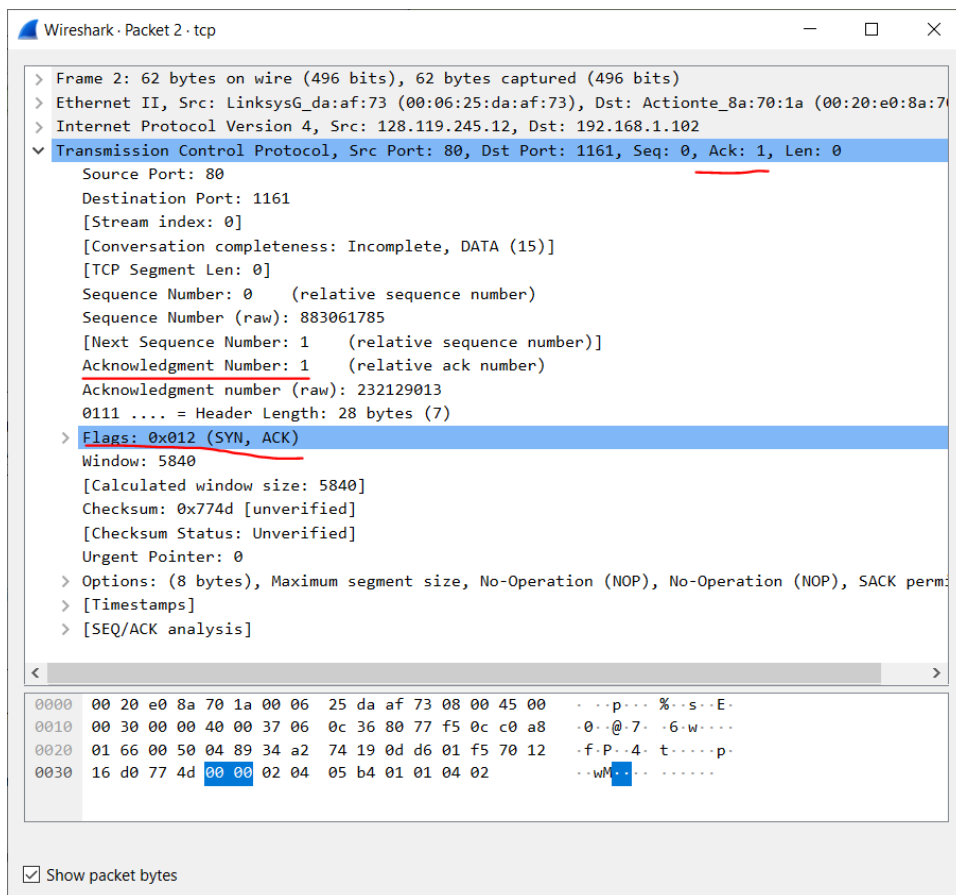 Wireshark · Packet 2 · tcp
Frame 2: 62 bytes on wire (496 bits), 62 bytes captured (496 bits)
Ethernet II, Src: LinksysG_da:af:73 (00:06:25:da:af:73), Dst: Actionte_8a:70:1a (00:20:e0:8a:7
Internet Protocol Version 4, Src: 128.119.245.12, Dst: 192.168.1.102
Transmission Control Protocol, Src Port: 80, Dst Port: 1161, Seq: 0, Ack: 1, Len: 0
Source Port: 80
Destination Port: 1161
[Stream index: 0]
[Conversation completeness: Incomplete, DATA (15)]
[TCP Segment Len: 0]
Sequence Number: 0    (relative sequence number)
Sequence Number (raw): 883061785
[Next Sequence Number: 1    (relative sequence number)]
Acknowledgment Number: 1    (relative ack number)
Acknowledgment number (raw): 232129013
0111 .... = Header Length: 28 bytes (7)
Flags: 0x012 (SYN, ACK)
Window: 5840
[Calculated window size: 5840]
Checksum: 0x774d [unverified]
[Checksum Status: Unverified]
Urgent Pointer: 0
Options: (8 bytes), Maximum segment size, No-Operation (NOP), No-Operation (NOP), SACK perm
[Timestamps]
[SEQ/ACK analysis]
0000  00 20 e0 8a 70 1a 00 06  25 da af 73 08 00 45 00  · ··p··· %··s··E·
0010  00 30 00 00 40 00 37 06  0c 36 80 77 f5 0c c0 a8  ·0··@·7· ·6·w····
0020  01 66 00 50 04 89 34 a2  74 19 0d d6 01 f5 70 12  ·f·P··4· t·····p·
0030  16 d0 77 4d 00 00 02 04  05 b4 01 01 04 02  ··wM···· ······
Show packet bytes